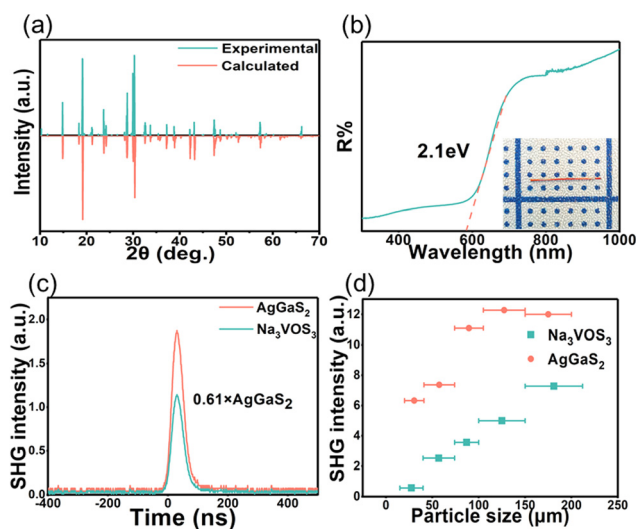 (a)
Experimental
Calculated
Intensity (a.u.)
10 20 30 40 50 60 70
2θ (deg.)
(b)
R%
2.1eV
400 600 800 1000
Wavelength (nm)
(c)
AgGaS₂
Na₃VOS₃
0.61×AgGaS₂
SHG intensity (a.u.)
2.0
1.5
1.0
0.5
0.0
-400 -200 0 200 400
Time (ns)
(d)
Na₃VOS₃
AgGaS₂
SHG intensity (a.u.)
12
10
8
6
4
2
0
0 50 100 150 200 250
Particle size (μm)